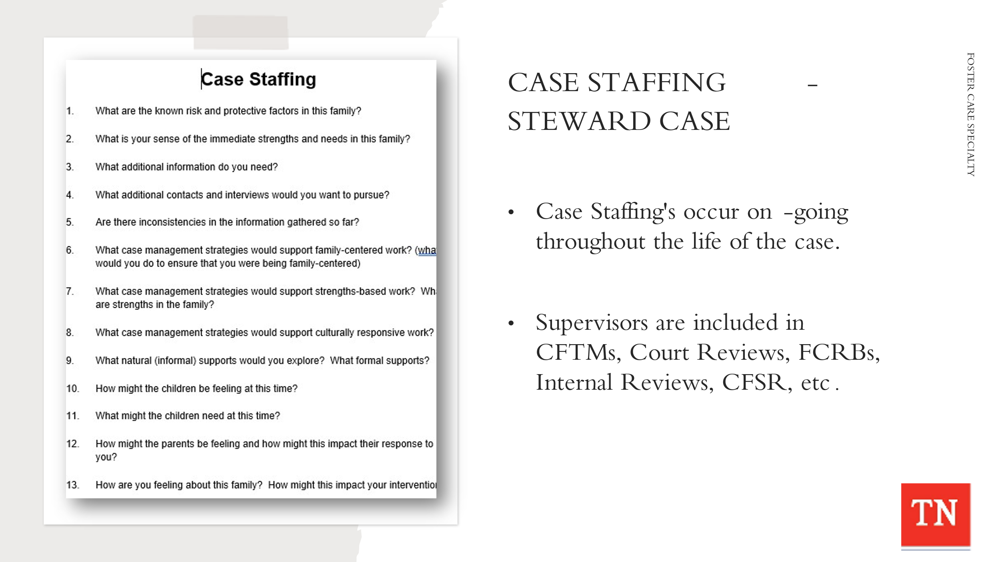 Case Staffing
1. What are the known risk and protective factors in this family?
2. What is your sense of the immediate strengths and needs in this family?
3. What additional information do you need?
4. What additional contacts and interviews would you want to pursue?
5. Are there inconsistencies in the information gathered so far?
6. What case management strategies would support family-centered work? (wha
would you do to ensure that you were being family-centered)
7. What case management strategies would support strengths-based work? Wh
are strengths in the family?
8. What case management strategies would support culturally responsive work?
9. What natural (informal) supports would you explore? What formal supports?
10. How might the children be feeling at this time?
11. What might the children need at this time?
12. How might the parents be feeling and how might this impact their response to
you?
13. How are you feeling about this family? How might this impact your intervention
CASE STAFFING -
STEWARD CASE
• Case Staffing's occur on -going
throughout the life of the case.
• Supervisors are included in
CFTMs, Court Reviews, FCRBs,
Internal Reviews, CFSR, etc .
FOSTER CARE SPECIALTY
TN